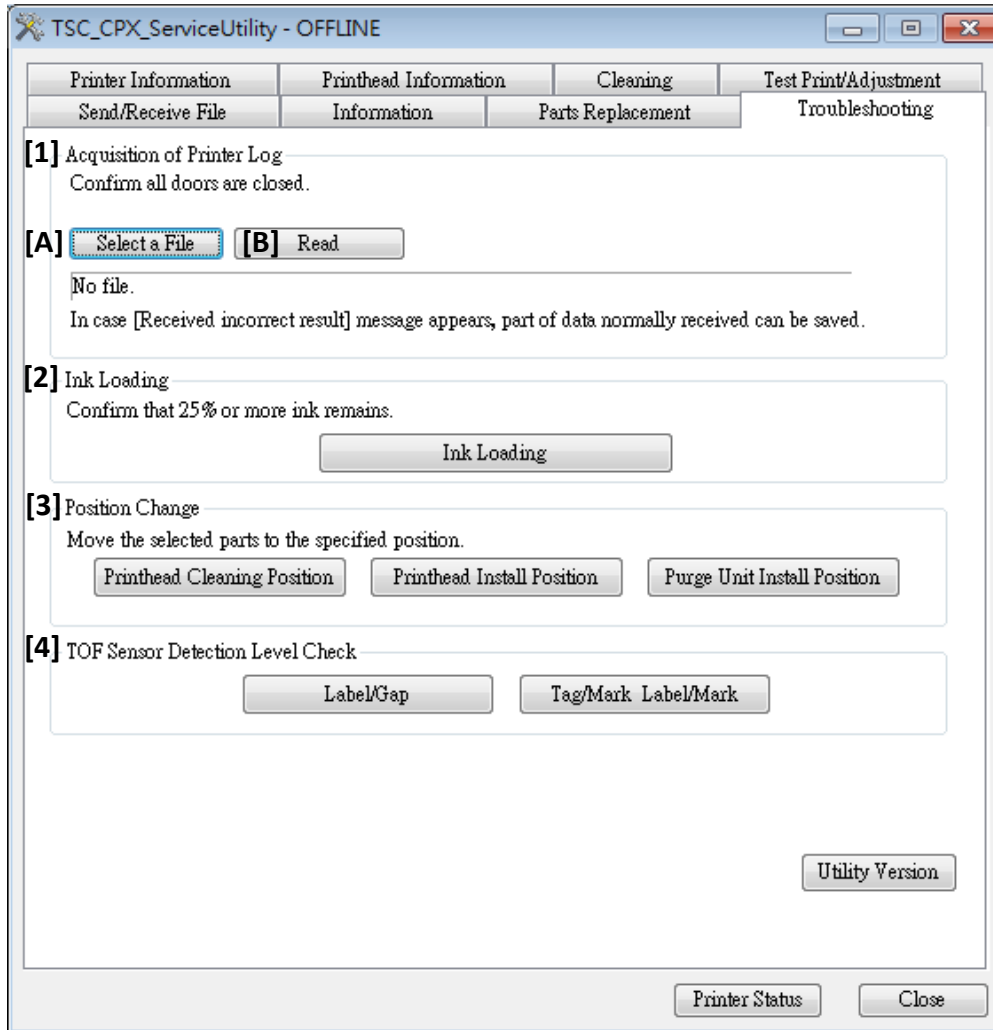 TSC_CPX_ServiceUtility - OFFLINE
Printer Information Printhead Information Cleaning Test Print/Adjustment
Send/Receive File Information Parts Replacement Troubleshooting
[1] Acquisition of Printer Log
Confirm all doors are closed.
[A] Select a File [B] Read
No file.
In case [Received incorrect result] message appears, part of data normally received can be saved.
[2] Ink Loading
Confirm that 25% or more ink remains.
Ink Loading
[3] Position Change
Move the selected parts to the specified position.
Printhead Cleaning Position Printhead Install Position Purge Unit Install Position
[4] TOF Sensor Detection Level Check
Label/Gap Tag/Mark Label/Mark
Utility Version
Printer Status Close